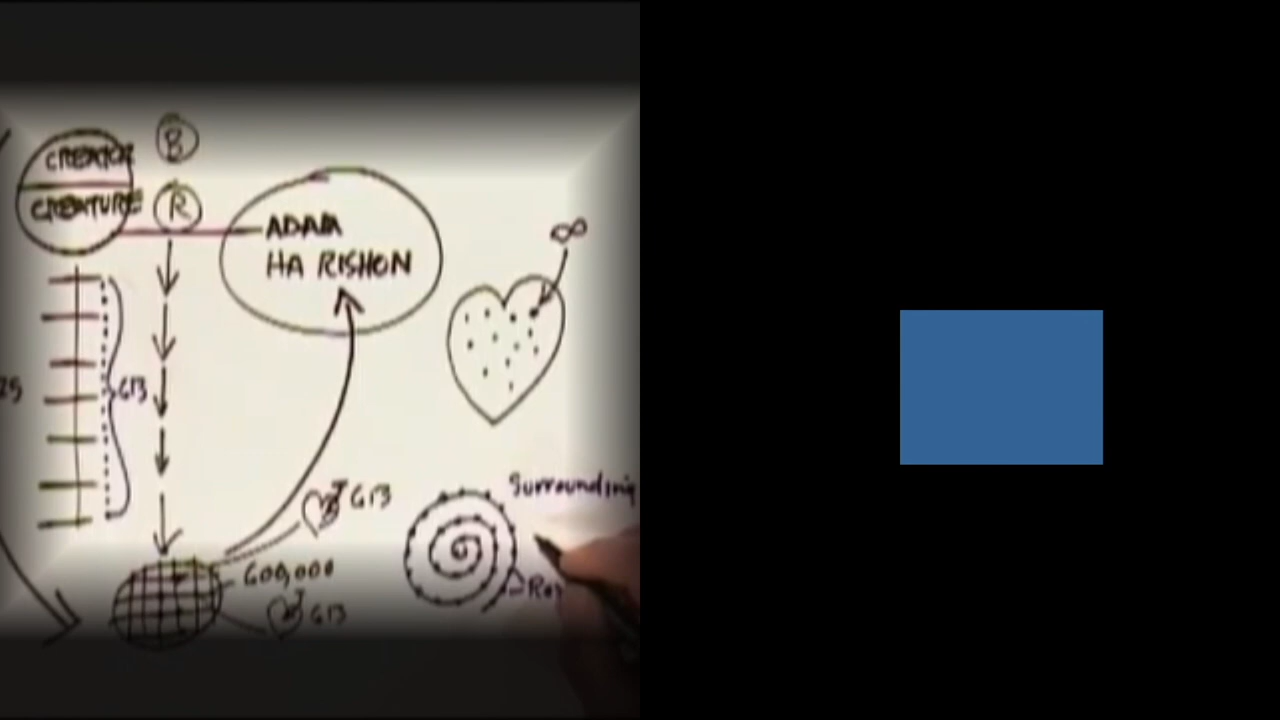 CREATOR
CREATURE
B
R
ADAM
HA RISHON
∞
613
613
600,000
613
Surrounding